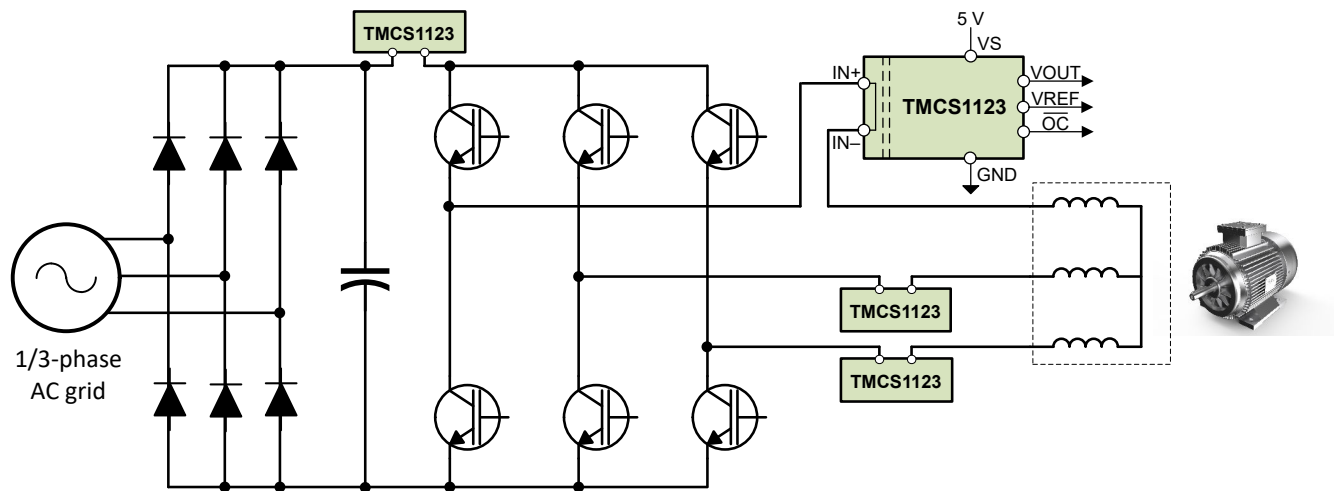 TMCS1123
5 V
VS
IN+
VOUT
TMCS1123
VREF
OC
IN–
GND
1/3-phase
AC grid
TMCS1123
TMCS1123